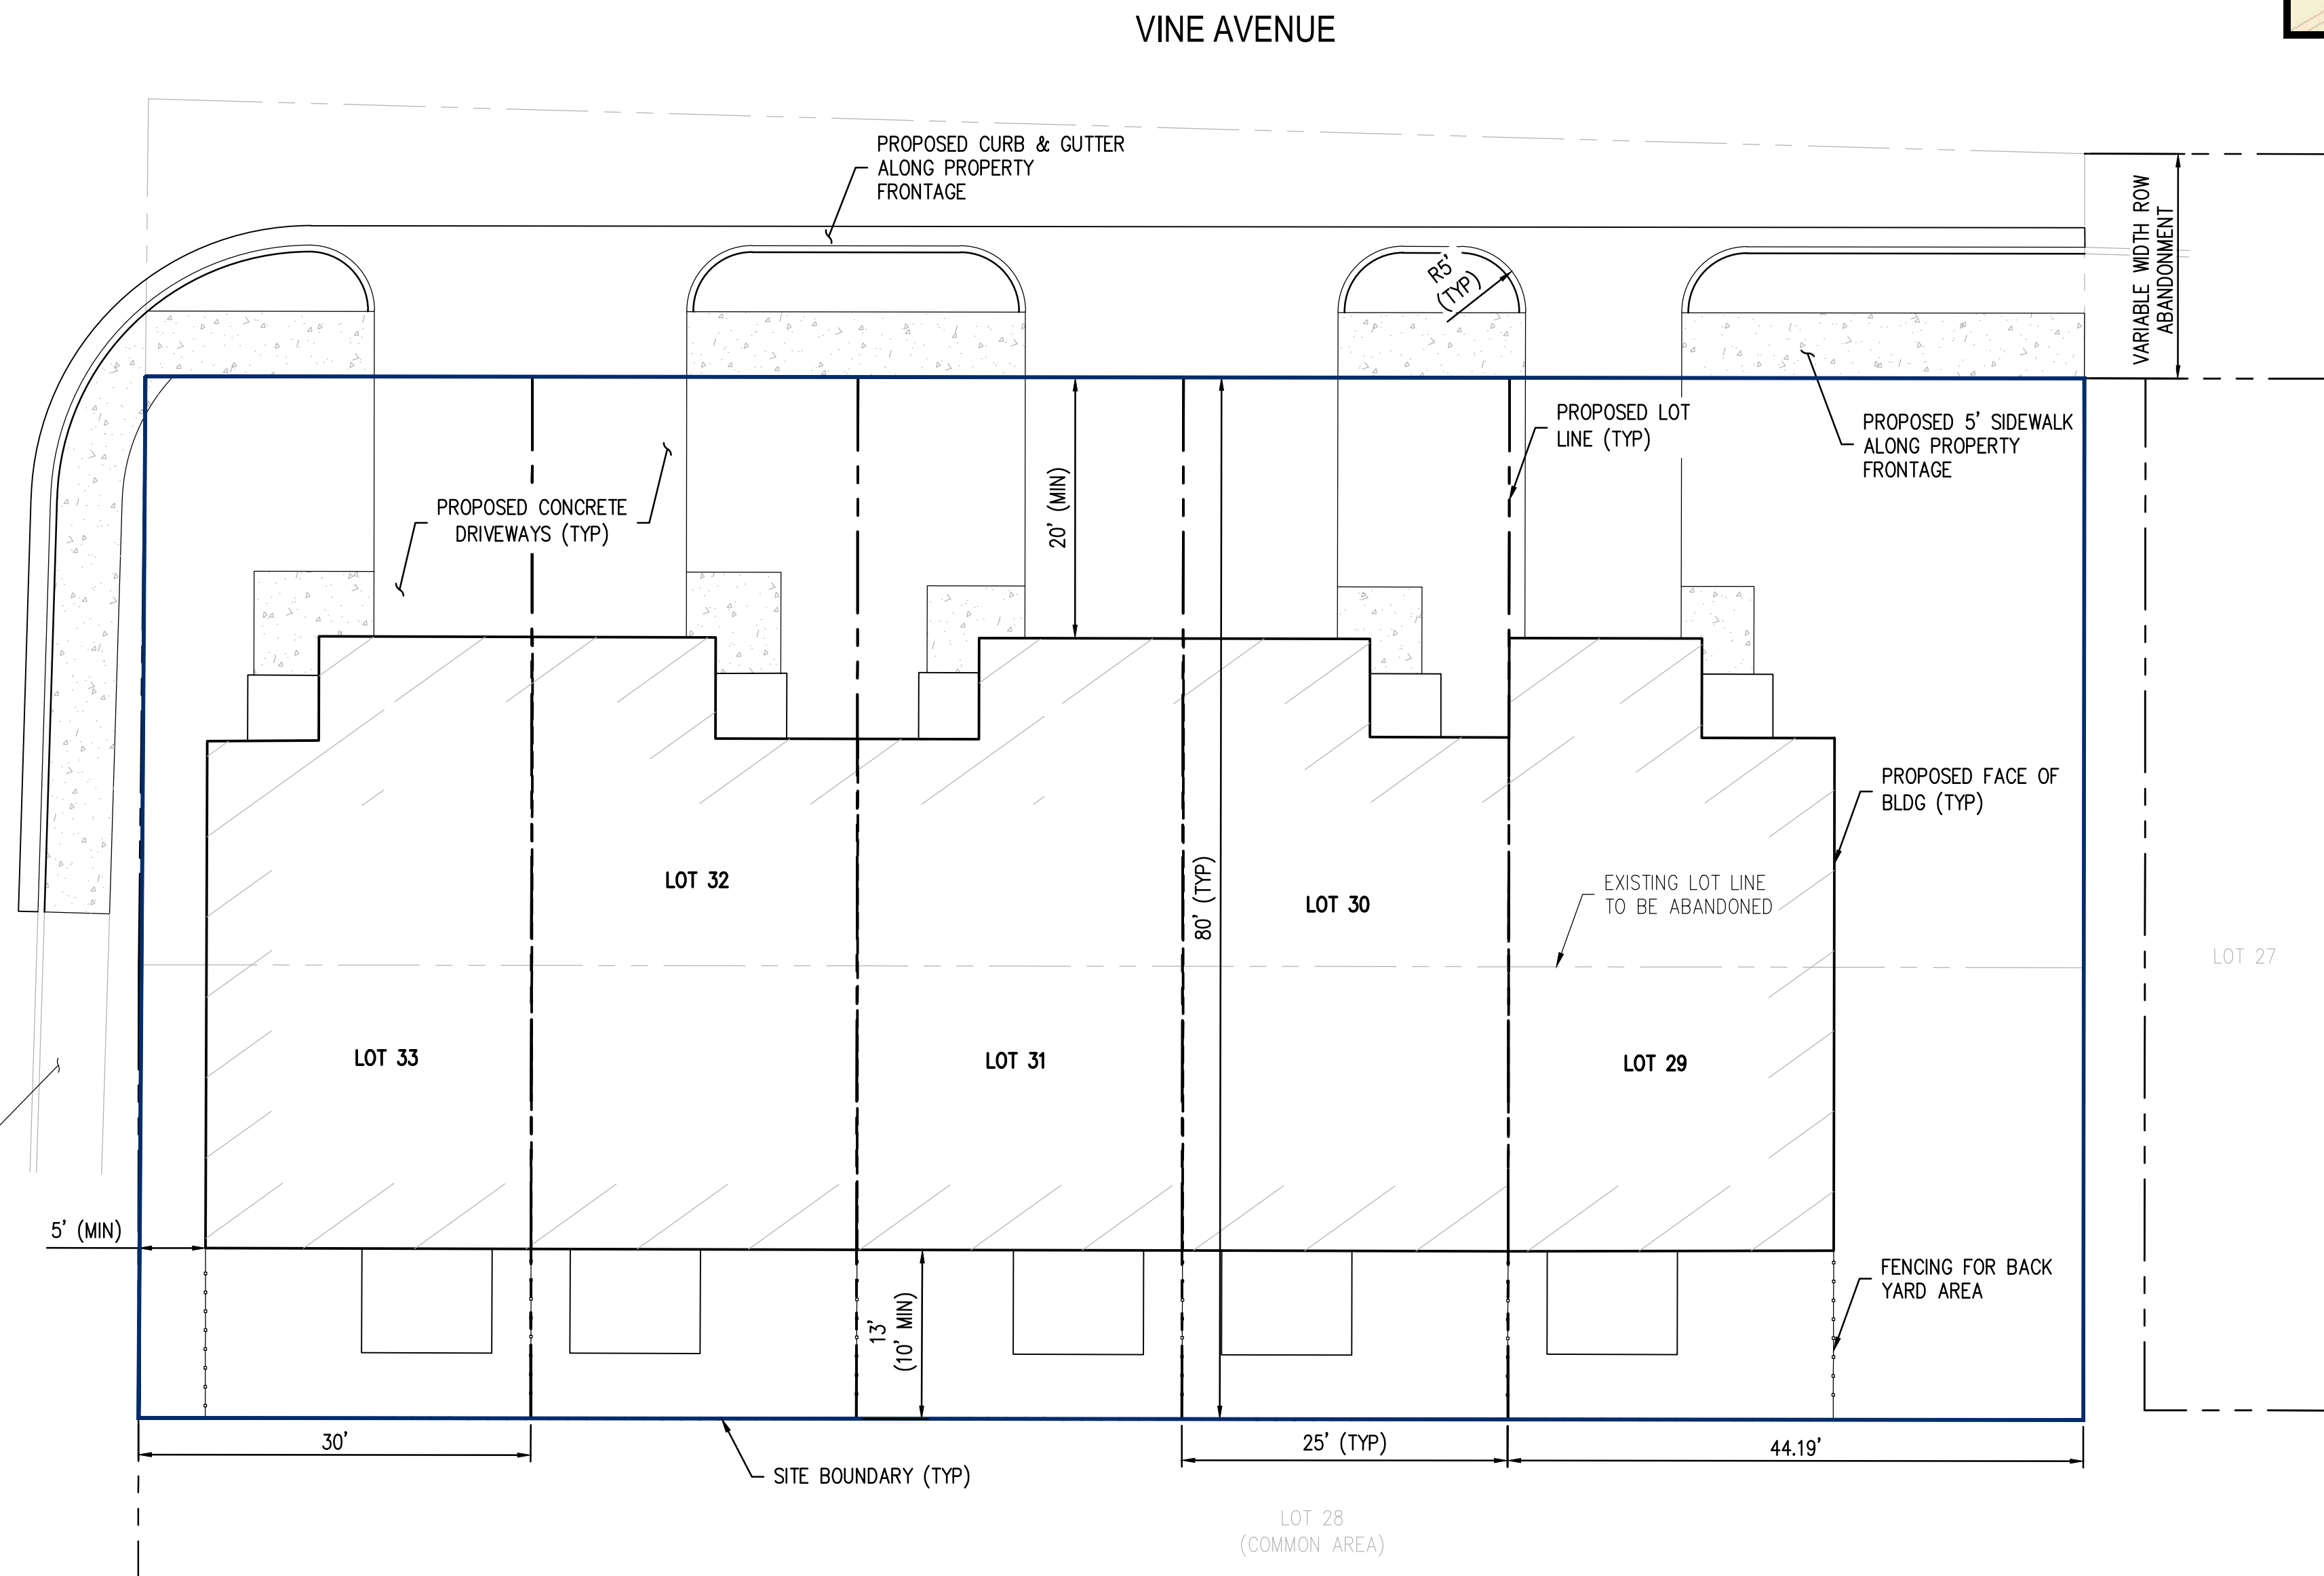 VINE AVENUE
PROPOSED CURB & GUTTER
ALONG PROPERTY
FRONTAGE
VARIABLE WIDTH ROW
ABANDONMENT
R5'
(TYP)
PROPOSED LOT
LINE (TYP)
PROPOSED 5' SIDEWALK
ALONG PROPERTY
FRONTAGE
PROPOSED CONCRETE
DRIVEWAYS (TYP)
20' (MIN)
PROPOSED FACE OF
BLDG (TYP)
LOT 32
80' (TYP)
LOT 30
EXISTING LOT LINE
TO BE ABANDONED
LOT 27
LOT 33
LOT 31
LOT 29
5' (MIN)
13'
(10' MIN)
FENCING FOR BACK
YARD AREA
30'
25' (TYP)
44.19'
SITE BOUNDARY (TYP)
LOT 28
(COMMON AREA)